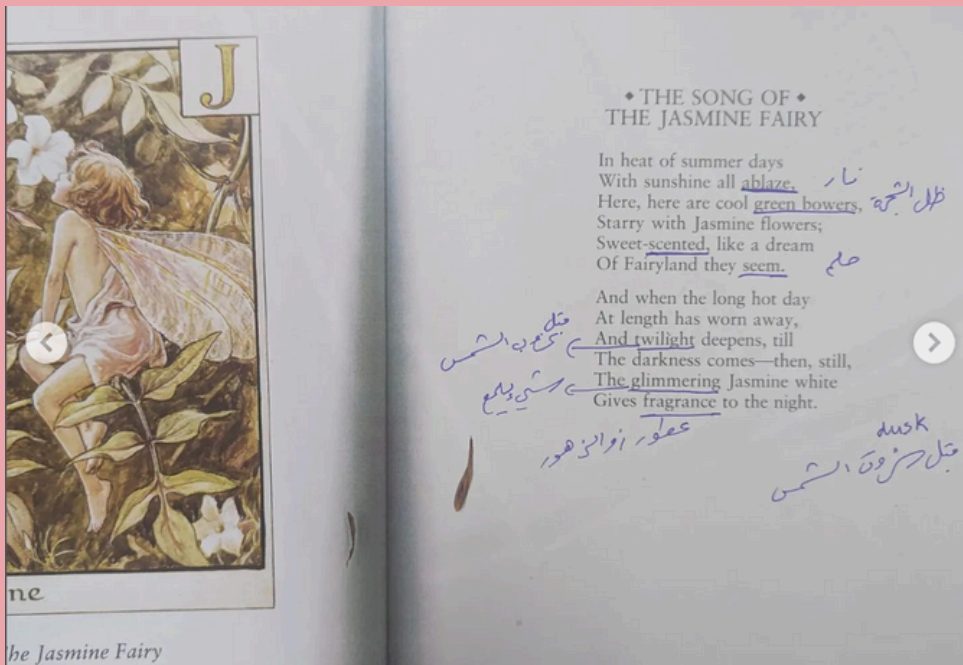 J
ne
he Jasmine Fairy
◆ THE SONG OF ◆
THE JASMINE FAIRY
In heat of summer days
With sunshine all ablaze, نار
Here, here are cool green bowers, ظل الشجرة
Starry with Jasmine flowers;
Sweet-scented, like a dream
Of Fairyland they seem. حلم
And when the long hot day
At length has worn away,
قبل غروب الشمس And twilight deepens, till
The darkness comes—then, still,
شيء يلمع The glimmering Jasmine white
Gives fragrance to the night.
عطور أو الزهور
dusk
قبل شروق الشمس